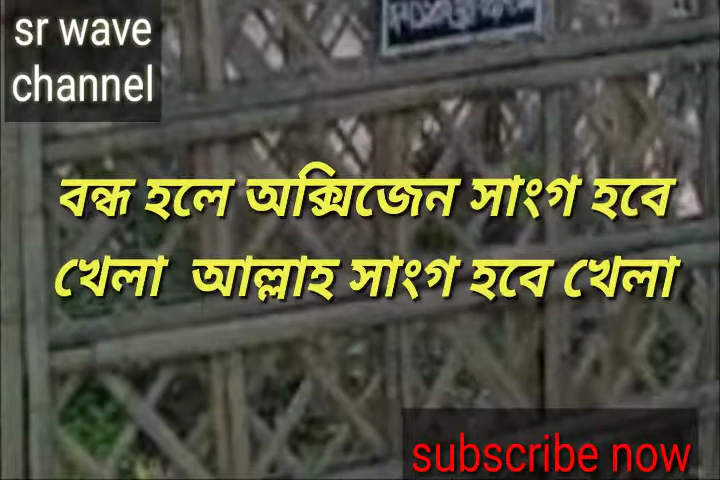 sr wave
channel
বন্ধ হলে অক্সিজেন সাংগ হবে
খেলা আল্লাহ সাংগ হবে খেলা
subscribe now